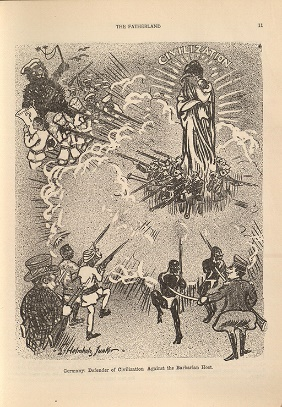 THE FATHERLAND
11
CIVILIZATION
Germany: Defender of Civilization Against the Barbarian Host.